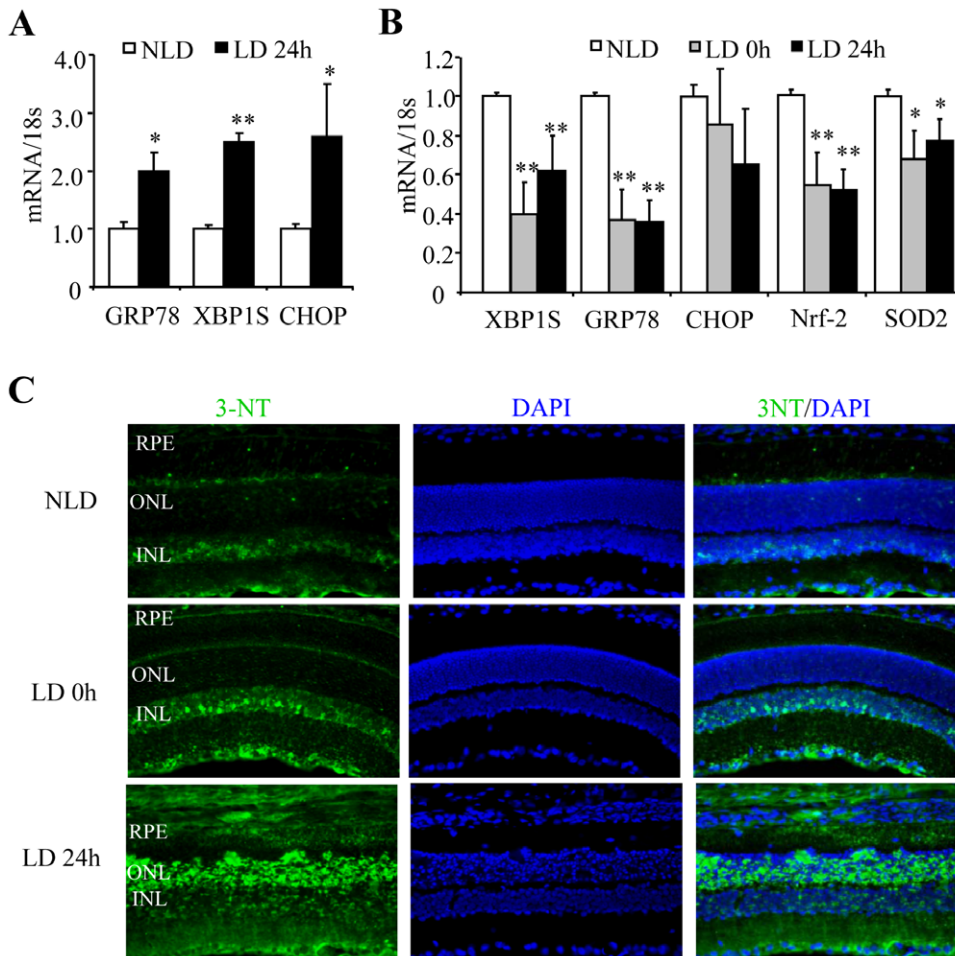 A
NLD LD 24h
mRNA/18s
4.0
3.0
2.0
1.0
0
* ** *
GRP78 XBP1S CHOP
B
NLD LD 0h LD 24h
mRNA/18s
1.2
1.0
0.8
0.6
0.4
0.2
0
** ** ** ** ** ** * *
XBP1S GRP78 CHOP Nrf-2 SOD2
C
3-NT DAPI 3NT/DAPI
NLD
RPE
ONL
INL
LD 0h
RPE
ONL
INL
LD 24h
RPE
ONL
INL